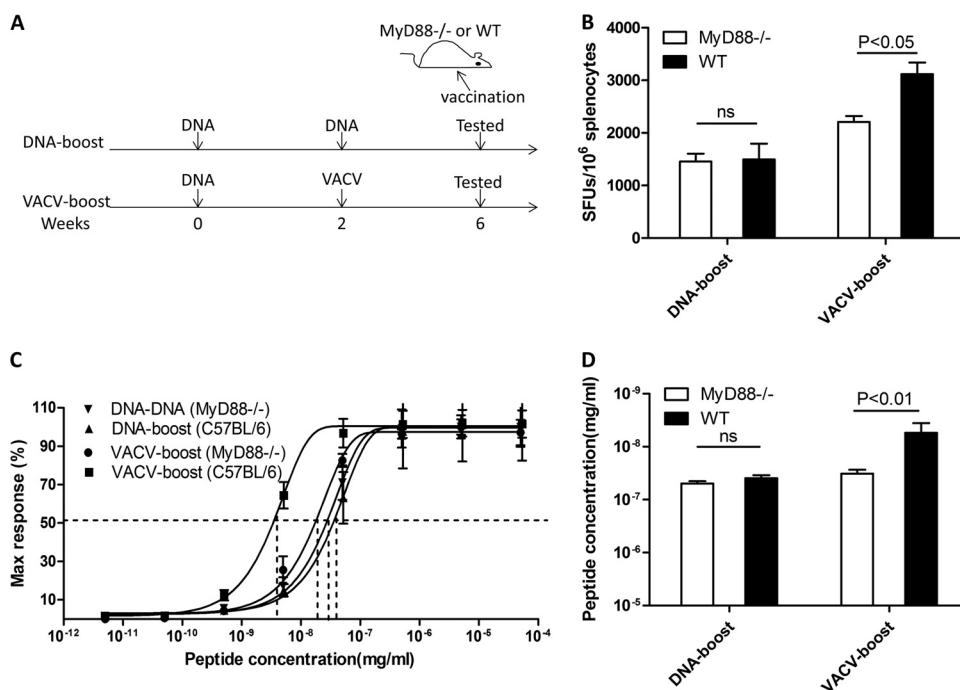 A
MyD88-/- or WT
vaccination
DNA
DNA
Tested
DNA-boost
DNA
VACV
Tested
VACV-boost
Weeks
0
2
6
B
MyD88-/-
WT
P<0.05
ns
SFUs/10⁶ splenocytes
4000
3000
2000
1000
0
DNA-boost
VACV-boost
C
DNA-DNA (MyD88-/-)
DNA-boost (C57BL/6)
VACV-boost (MyD88-/-)
VACV-boost (C57BL/6)
Max response (%)
110
90
70
50
30
10
10⁻¹² 10⁻¹¹ 10⁻¹⁰ 10⁻⁹ 10⁻⁸ 10⁻⁷ 10⁻⁶ 10⁻⁵ 10⁻⁴
Peptide concentration(mg/ml)
D
MyD88-/-
WT
P<0.01
ns
Peptide concentration(mg/ml)
10⁻⁹
10⁻⁸
10⁻⁷
10⁻⁶
10⁻⁵
DNA-boost
VACV-boost